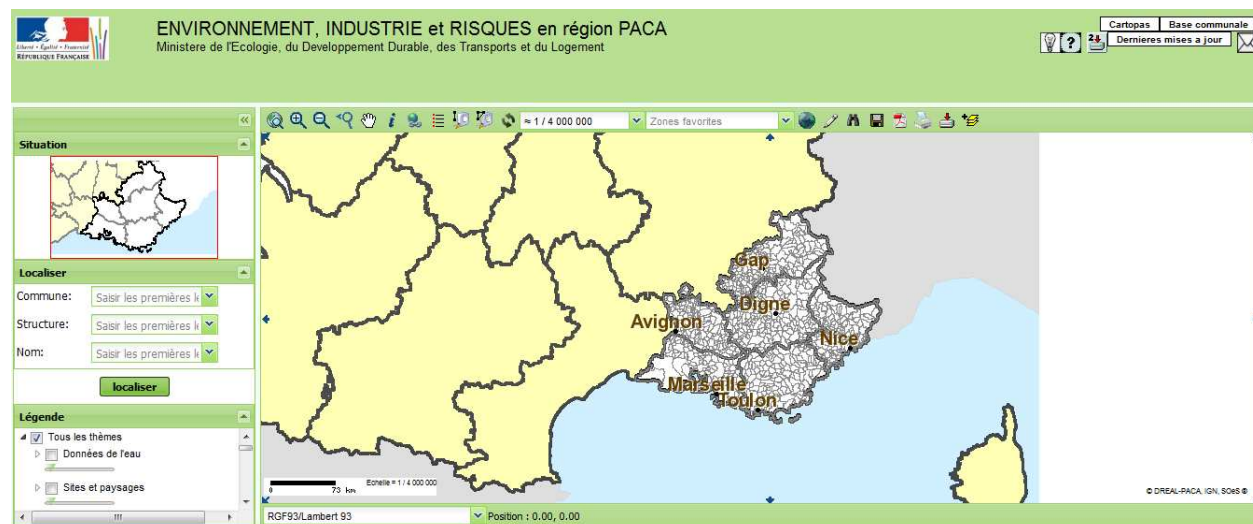 ENVIRONNEMENT, INDUSTRIE et RISQUES en région PACA
Ministere de l'Ecologie, du Developpement Durable, des Transports et du Logement
Liberté • Égalité • Fraternité
RÉPUBLIQUE FRANÇAISE
Cartopas
Base communale
Dernieres mises a jour
≈ 1 / 4 000 000
Zones favorites
Situation
Localiser
Commune:
Saisir les premières l
Structure:
Saisir les premières l
Nom:
Saisir les premières l
localiser
Légende
Tous les thèmes
Données de l'eau
Sites et paysages
Gap
Digne
Avignon
Nice
Marseille
Toulon
0
73 km
Echelle = 1 / 4 000 000
© DREAL-PACA, IGN, SOeS ©
RGF93/Lambert 93
Position : 0.00, 0.00